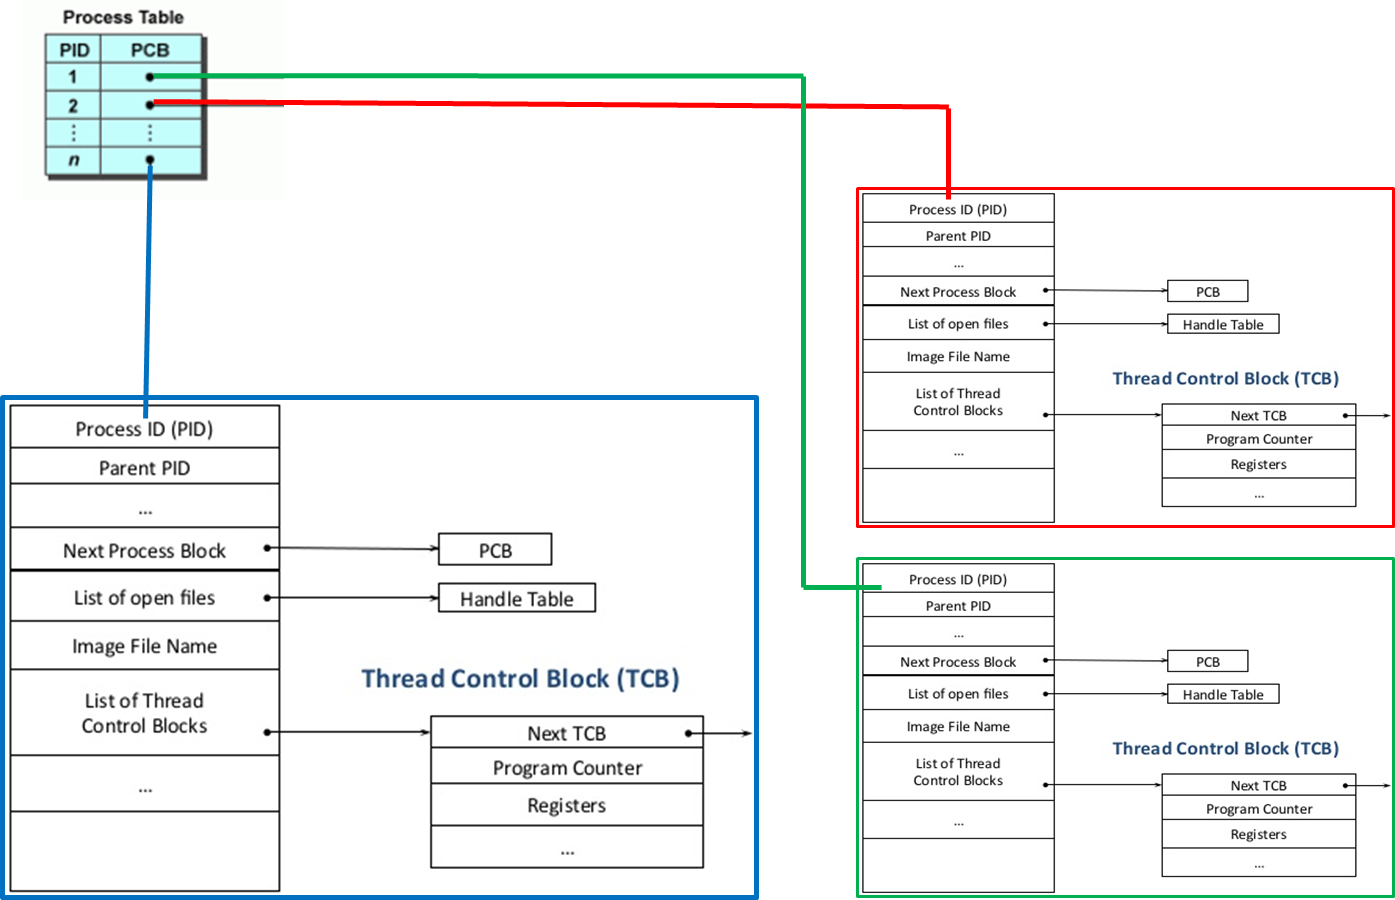 Process Table
PID PCB
1
2
⋮ ⋮
n
Process ID (PID)
Parent PID
...
Next Process Block
PCB
List of open files
Handle Table
Image File Name
Thread Control Block (TCB)
List of Thread
Control Blocks
Next TCB
Program Counter
...
Registers
...
Process ID (PID)
Parent PID
...
Next Process Block
PCB
List of open files
Handle Table
Image File Name
Thread Control Block (TCB)
List of Thread
Control Blocks
Next TCB
Program Counter
...
Registers
...
Process ID (PID)
Parent PID
...
Next Process Block
PCB
List of open files
Handle Table
Image File Name
Thread Control Block (TCB)
List of Thread
Control Blocks
Next TCB
Program Counter
...
Registers
...